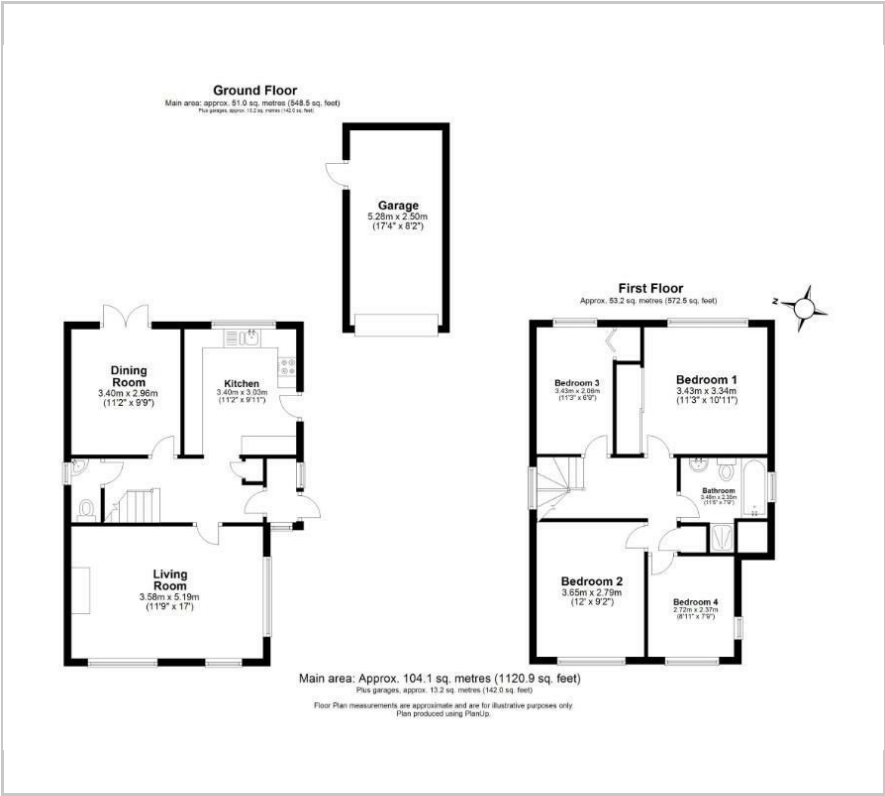 Ground Floor
Main area: approx. 51.0 sq. metres (548.5 sq. feet)
Plus garages, approx. 13.2 sq. metres (142.0 sq. feet)
Garage
5.28m x 2.50m
(17'4" x 8'2")
First Floor
Approx. 53.2 sq. metres (572.5 sq. feet)
N
Dining
Room
3.40m x 2.96m
(11'2" x 9'9")
Kitchen
3.40m x 3.03m
(11'2" x 9'11")
Living
Room
3.58m x 5.19m
(11'9" x 17')
Bedroom 3
3.43m x 2.06m
(11'3" x 6'9")
Bedroom 1
3.43m x 3.34m
(11'3" x 10'11")
Bathroom
(11'5" x 7'9")
Bedroom 2
3.65m x 2.79m
(12' x 9'2")
Bedroom 4
2.72m x 2.37m
(8'11" x 7'9")
Main area: Approx. 104.1 sq. metres (1120.9 sq. feet)
Plus garages, approx. 13.2 sq. metres (142.0 sq. feet)
Floor Plan measurements are approximate and are for illustrative purposes only
Plan produced using PlanUp.